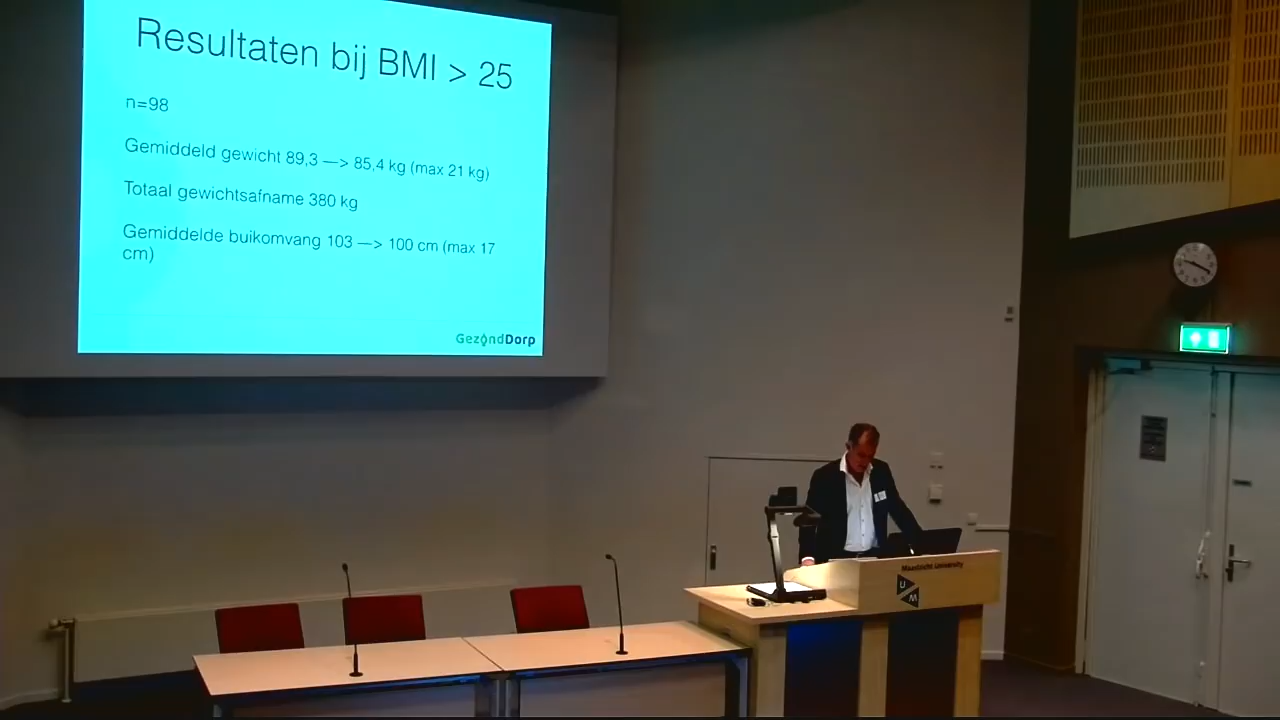 Resultaten bij BMI > 25
n=98
Gemiddeld gewicht 89,3 —> 85,4 kg (max 21 kg)
Totaal gewichtsafname 380 kg
Gemiddelde buikomvang 103 —> 100 cm (max 17
cm)
GezondDorp
Maastricht University
U
M